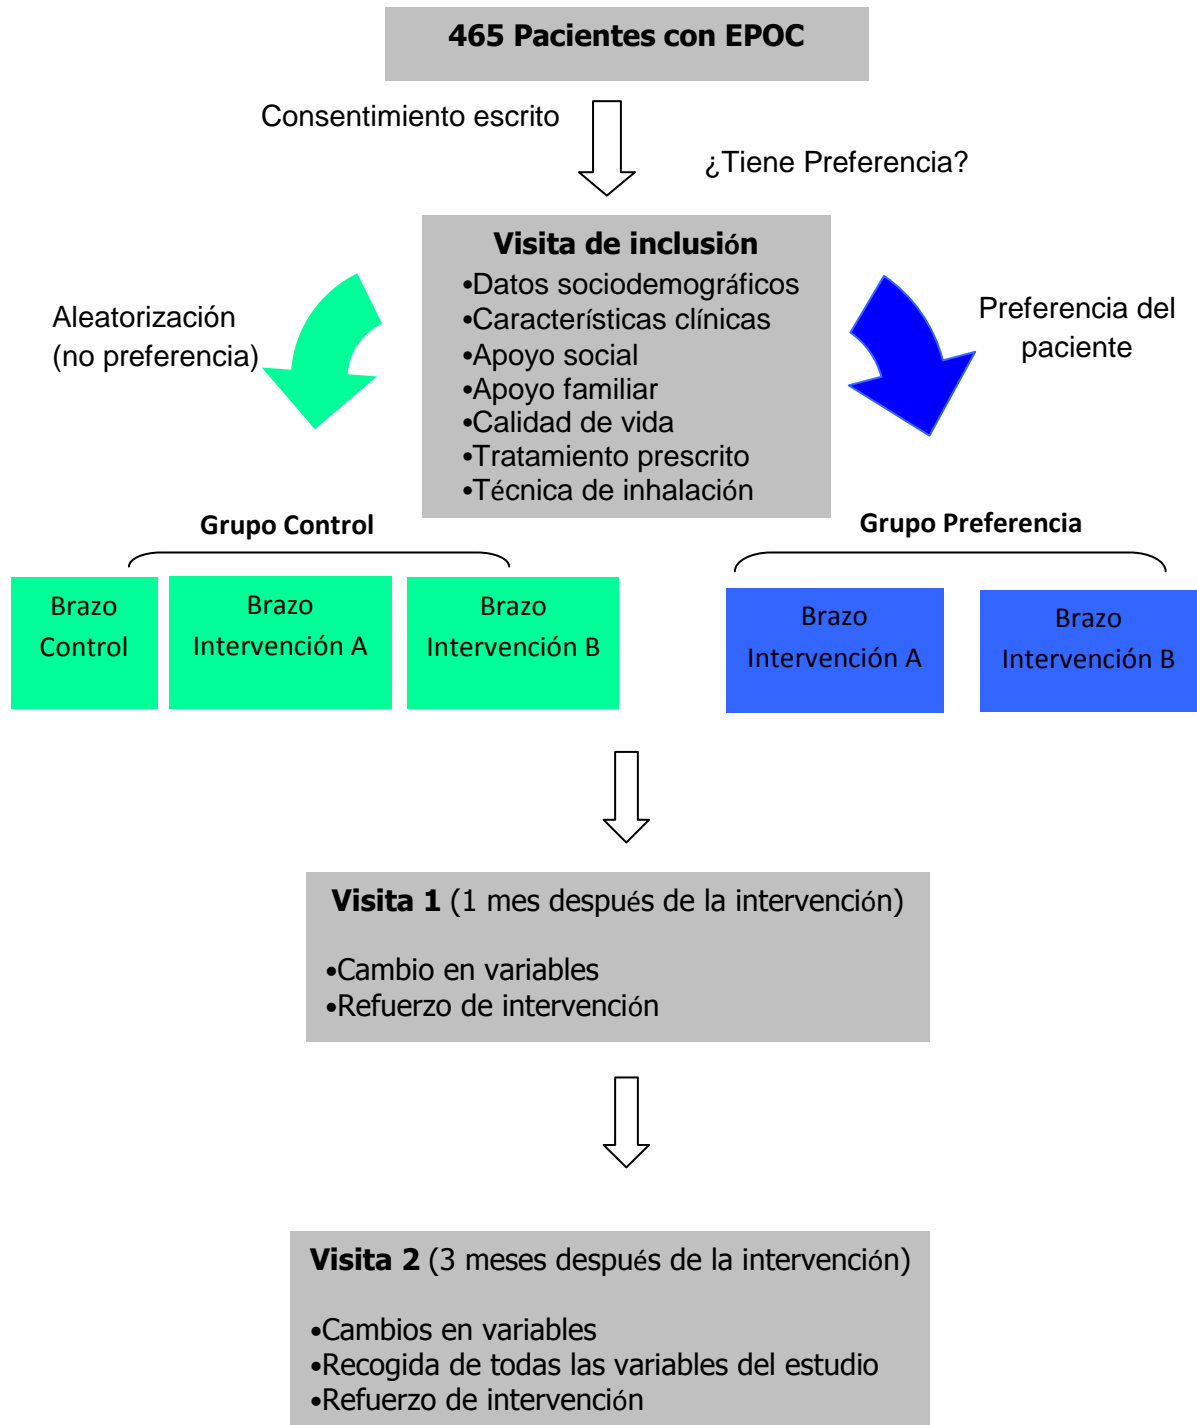 465 Pacientes con EPOC
Consentimiento escrito
¿Tiene Preferencia?
Visita de inclusión
•Datos sociodemográficos
•Características clínicas
•Apoyo social
•Apoyo familiar
•Calidad de vida
•Tratamiento prescrito
•Técnica de inhalación
Aleatorización
(no preferencia)
Preferencia del
paciente
Grupo Control
Grupo Preferencia
Brazo
Control
Brazo
Intervención A
Brazo
Intervención B
Brazo
Intervención A
Brazo
Intervención B
Visita 1 (1 mes después de la intervención)
•Cambio en variables
•Refuerzo de intervención
Visita 2 (3 meses después de la intervención)
•Cambios en variables
•Recogida de todas las variables del estudio
•Refuerzo de intervención